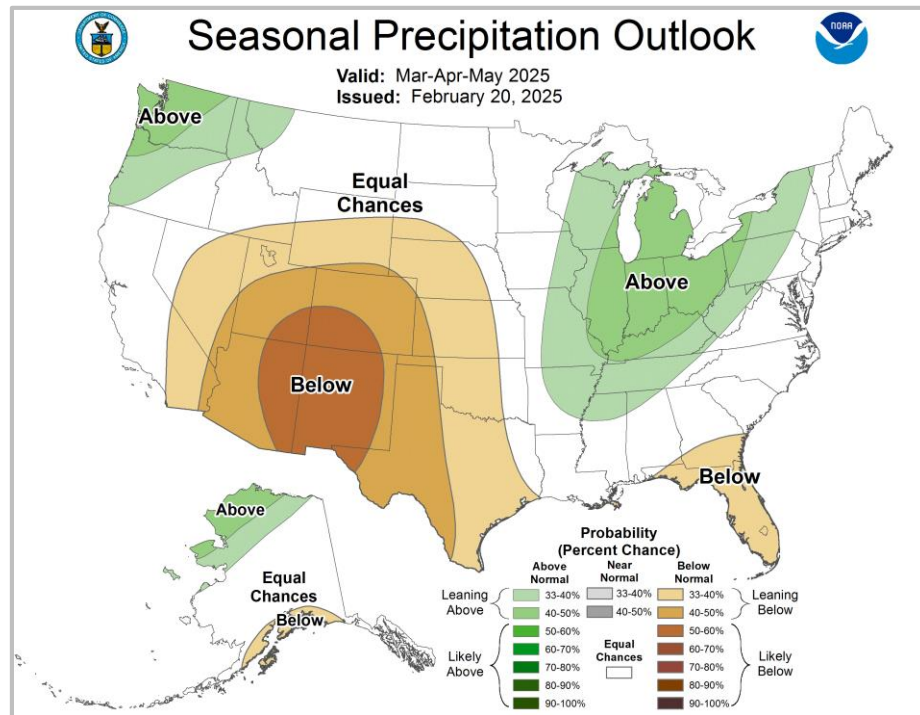 Seasonal Precipitation Outlook
NOAA
Valid: Mar-Apr-May 2025
Issued: February 20, 2025
Above
Equal
Chances
Above
Below
Below
Above
Equal
Chances
Below
Probability
(Percent Chance)
Above
Normal
Near
Normal
Below
Normal
Leaning
Above
33-40%
40-50%
33-40%
40-50%
33-40%
40-50%
Leaning
Below
Likely
Above
50-60%
60-70%
70-80%
80-90%
90-100%
Equal
Chances
50-60%
60-70%
70-80%
80-90%
90-100%
Likely
Below